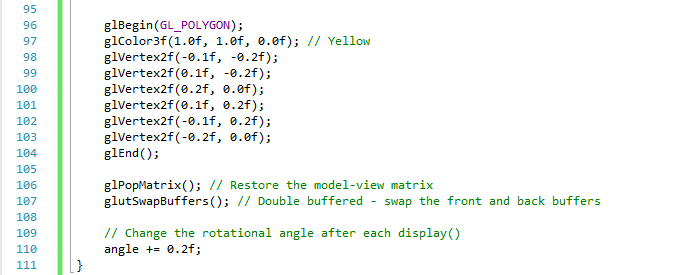 95
96 glBegin(GL_POLYGON);
97 glColor3f(1.0f, 1.0f, 0.0f); // Yellow
98 glVertex2f(-0.1f, -0.2f);
99 glVertex2f(0.1f, -0.2f);
100 glVertex2f(0.2f, 0.0f);
101 glVertex2f(0.1f, 0.2f);
102 glVertex2f(-0.1f, 0.2f);
103 glVertex2f(-0.2f, 0.0f);
104 glEnd();
105
106 glPopMatrix(); // Restore the model-view matrix
107 glutSwapBuffers(); // Double buffered - swap the front and back buffers
108
109 // Change the rotational angle after each display()
110 angle += 0.2f;
111 }